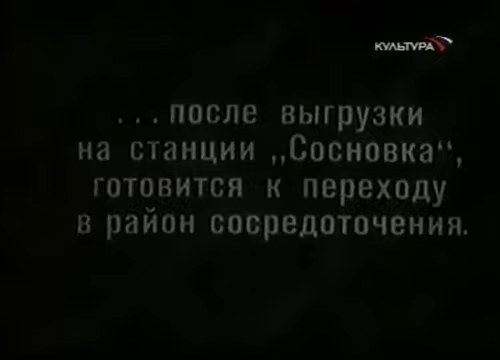 КУЛЬТУРА
...после выгрузки
на станции „Сосновка“,
готовится к переходу
в район сосредоточения.